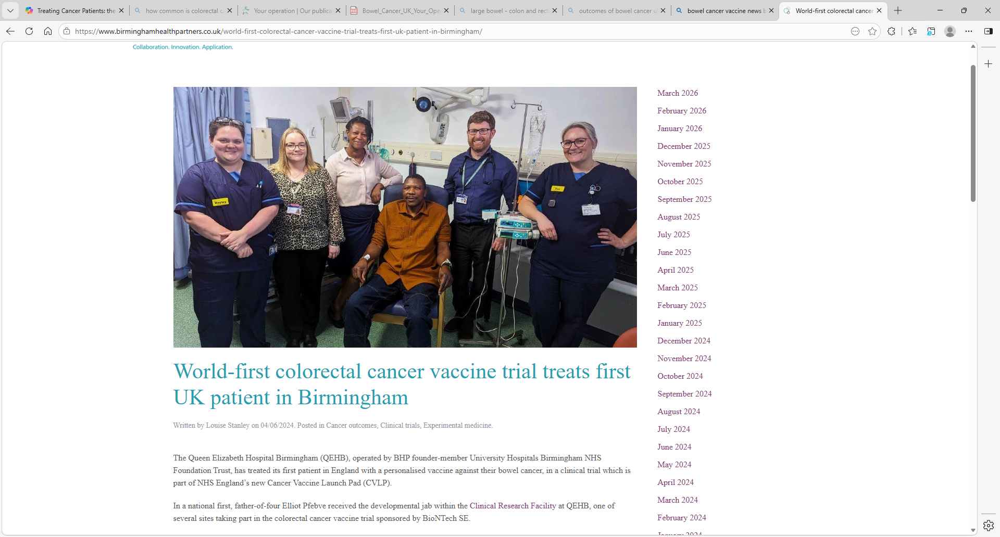 Treating Cancer Patients: the
how common is colorectal ca
Your operation | Our publica
Bowel_Cancer_UK_Your_Ope
large bowel - colon and rect
outcomes of bowel cancer u
bowel cancer vaccine news b
World-first colorectal cancer
https://www.birminghamhealthpartners.co.uk/world-first-colorectal-cancer-vaccine-trial-treats-first-uk-patient-in-birmingham/
Collaboration. Innovation. Application.
Hayley
World-first colorectal cancer vaccine trial treats first
UK patient in Birmingham
Written by Louise Stanley on 04/06/2024. Posted in Cancer outcomes, Clinical trials, Experimental medicine.
The Queen Elizabeth Hospital Birmingham (QEHB), operated by BHP founder-member University Hospitals Birmingham NHS
Foundation Trust, has treated its first patient in England with a personalised vaccine against their bowel cancer, in a clinical trial which is
part of NHS England’s new Cancer Vaccine Launch Pad (CVLP).
In a national first, father-of-four Elliot Pfebve received the developmental jab within the Clinical Research Facility at QEHB, one of
several sites taking part in the colorectal cancer vaccine trial sponsored by BioNTech SE.
March 2026
February 2026
January 2026
December 2025
November 2025
October 2025
September 2025
August 2025
July 2025
June 2025
April 2025
March 2025
February 2025
January 2025
December 2024
November 2024
October 2024
September 2024
August 2024
July 2024
June 2024
May 2024
April 2024
March 2024
February 2024
January 2024